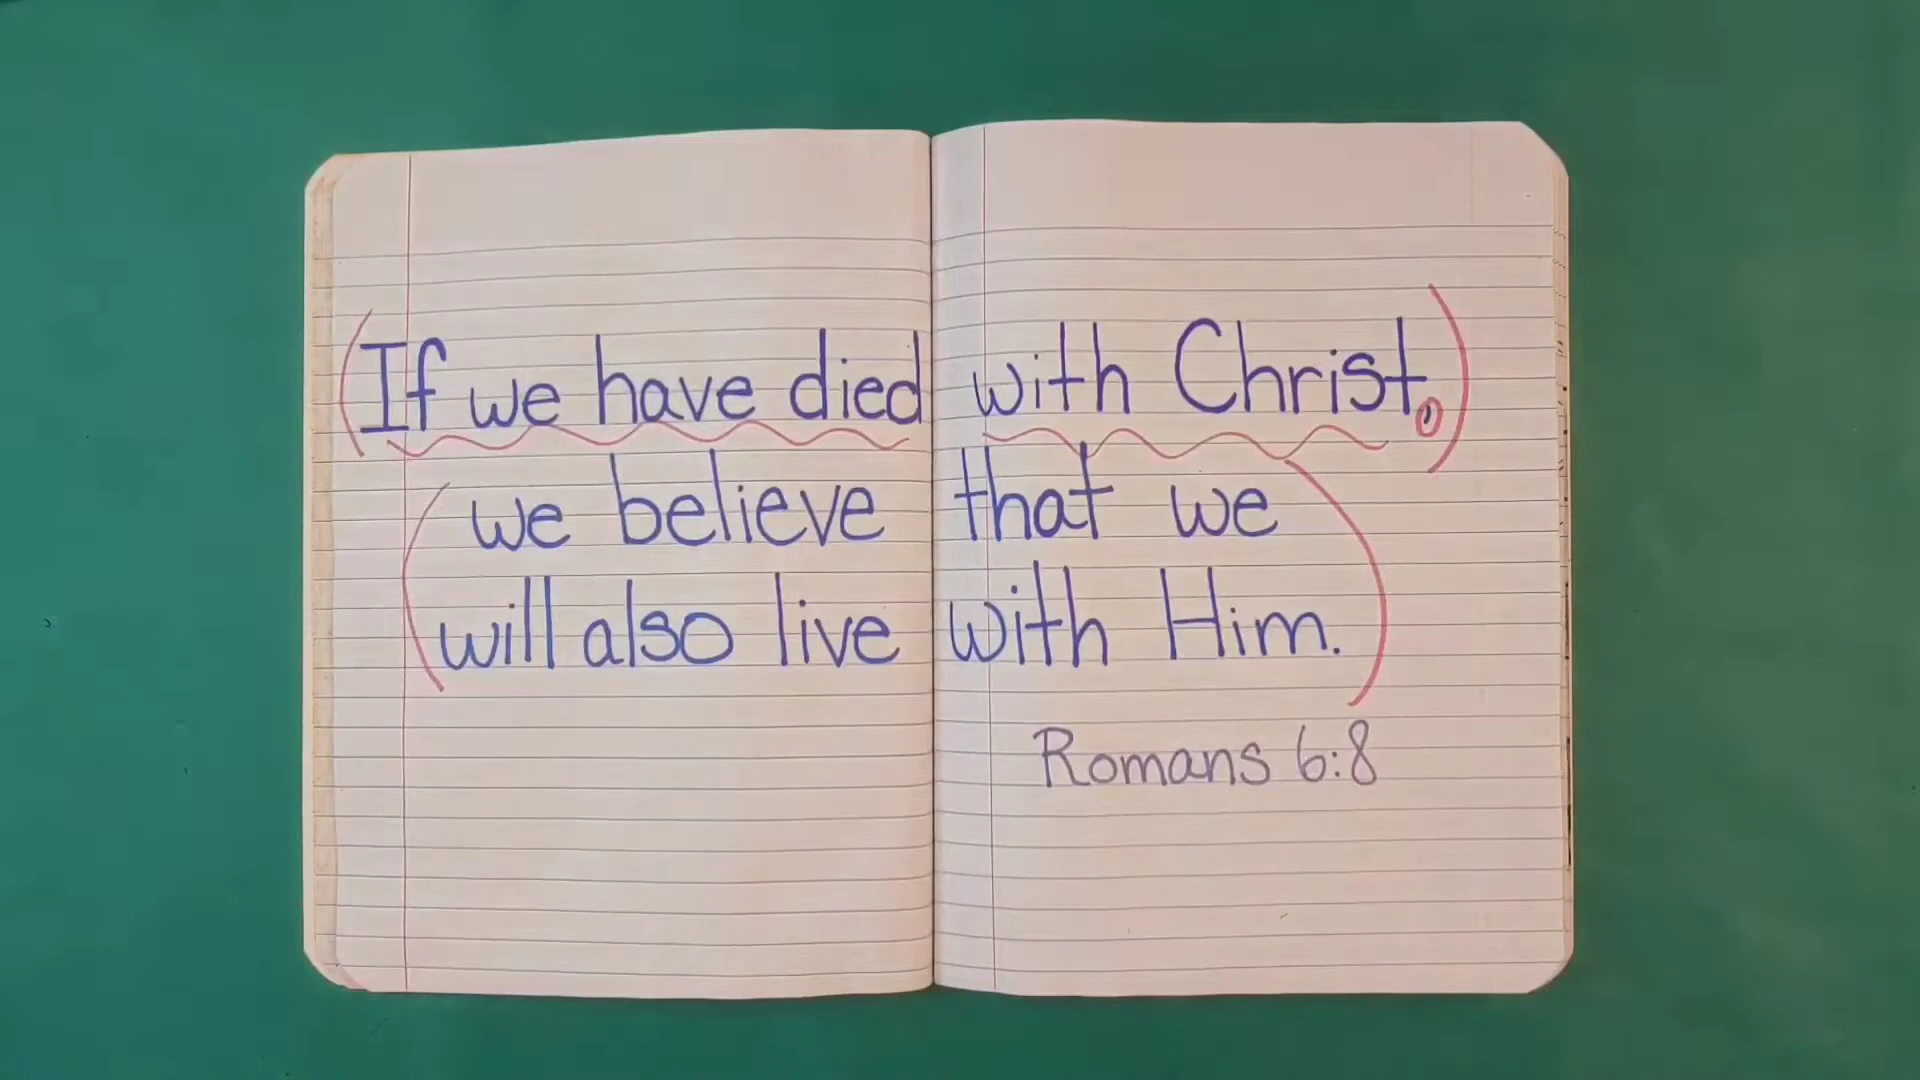 If we have died with Christ,
we believe that we
will also live with Him.
Romans 6:8